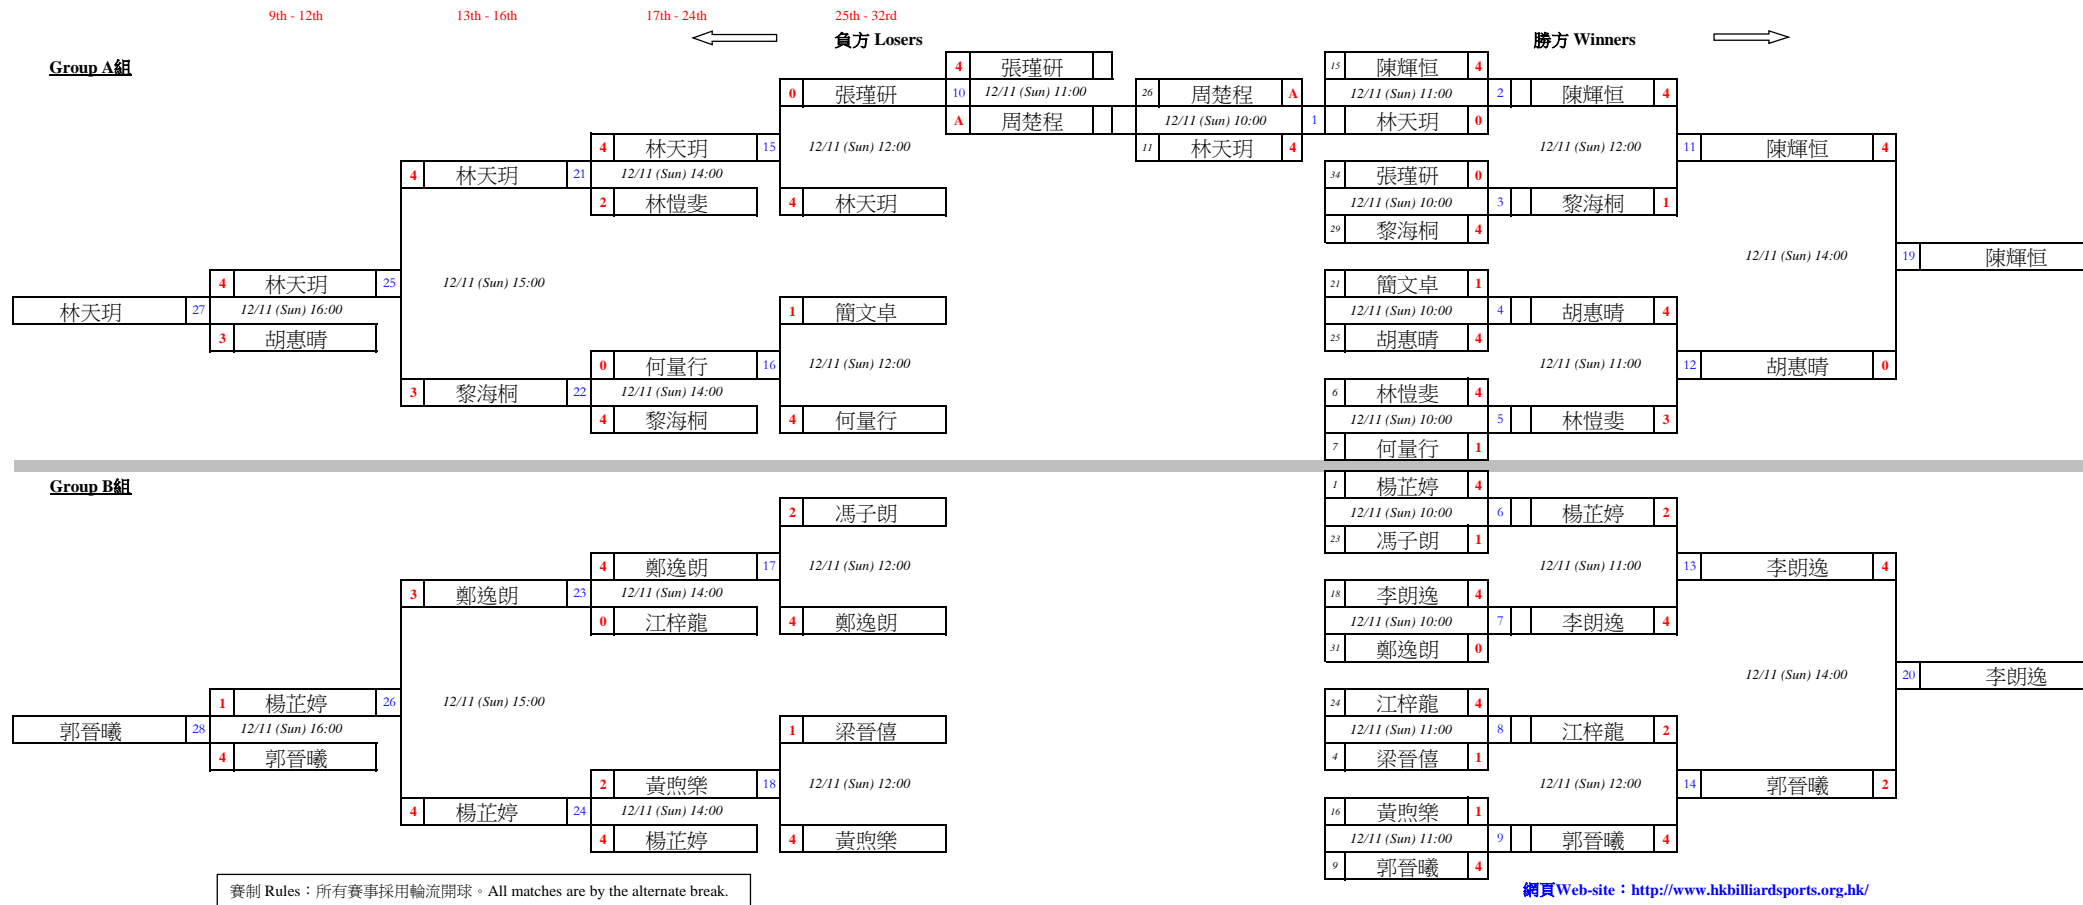 9th - 12th 13th - 16th 17th - 24th 25th - 32rd
負方 Losers 勝方 Winners
Group A組
4 張瑾研 15 陳輝恒 4
0 張瑾研 10 12/11 (Sun) 11:00 26 周楚程 A 12/11 (Sun) 11:00 2 陳輝恒 4
A 周楚程 12/11 (Sun) 10:00 1 林天玥 0
4 林天玥 15 12/11 (Sun) 12:00 11 林天玥 4 12/11 (Sun) 12:00 11 陳輝恒 4
4 林天玥 21 12/11 (Sun) 14:00 34 張瑾研 0
2 林愷斐 4 林天玥 12/11 (Sun) 10:00 3 黎海桐 1
29 黎海桐 4
12/11 (Sun) 14:00 19 陳輝恒
4 林天玥 25 12/11 (Sun) 15:00 21 簡文卓 1
林天玥 27 12/11 (Sun) 16:00 1 簡文卓 12/11 (Sun) 10:00 4 胡惠晴 4
3 胡惠晴 25 胡惠晴 4
0 何量行 16 12/11 (Sun) 12:00 12/11 (Sun) 11:00 12 胡惠晴 0
3 黎海桐 22 12/11 (Sun) 14:00 6 林愷斐 4
4 黎海桐 4 何量行 12/11 (Sun) 10:00 5 林愷斐 3
7 何量行 1
Group B組 1 楊芷婷 4
2 馮子朗 12/11 (Sun) 10:00 6 楊芷婷 2
23 馮子朗 1
4 鄭逸朗 17 12/11 (Sun) 12:00 12/11 (Sun) 11:00 13 李朗逸 4
3 鄭逸朗 23 12/11 (Sun) 14:00 18 李朗逸 4
0 江梓龍 4 鄭逸朗 12/11 (Sun) 10:00 7 李朗逸 4
31 鄭逸朗 0
12/11 (Sun) 14:00 20 李朗逸
1 楊芷婷 26 12/11 (Sun) 15:00 24 江梓龍 4
郭晉曦 28 12/11 (Sun) 16:00 1 梁晉僖 12/11 (Sun) 11:00 8 江梓龍 2
4 郭晉曦 4 梁晉僖 1
2 黃煦樂 18 12/11 (Sun) 12:00 12/11 (Sun) 12:00 14 郭晉曦 2
4 楊芷婷 24 12/11 (Sun) 14:00 16 黃煦樂 1
4 楊芷婷 4 黃煦樂 12/11 (Sun) 11:00 9 郭晉曦 4
9 郭晉曦 4
賽制 Rules：所有賽事採用輪流開球。All matches are by the alternate break.
網頁Web-site：http://www.hkbilliardsports.org.hk/